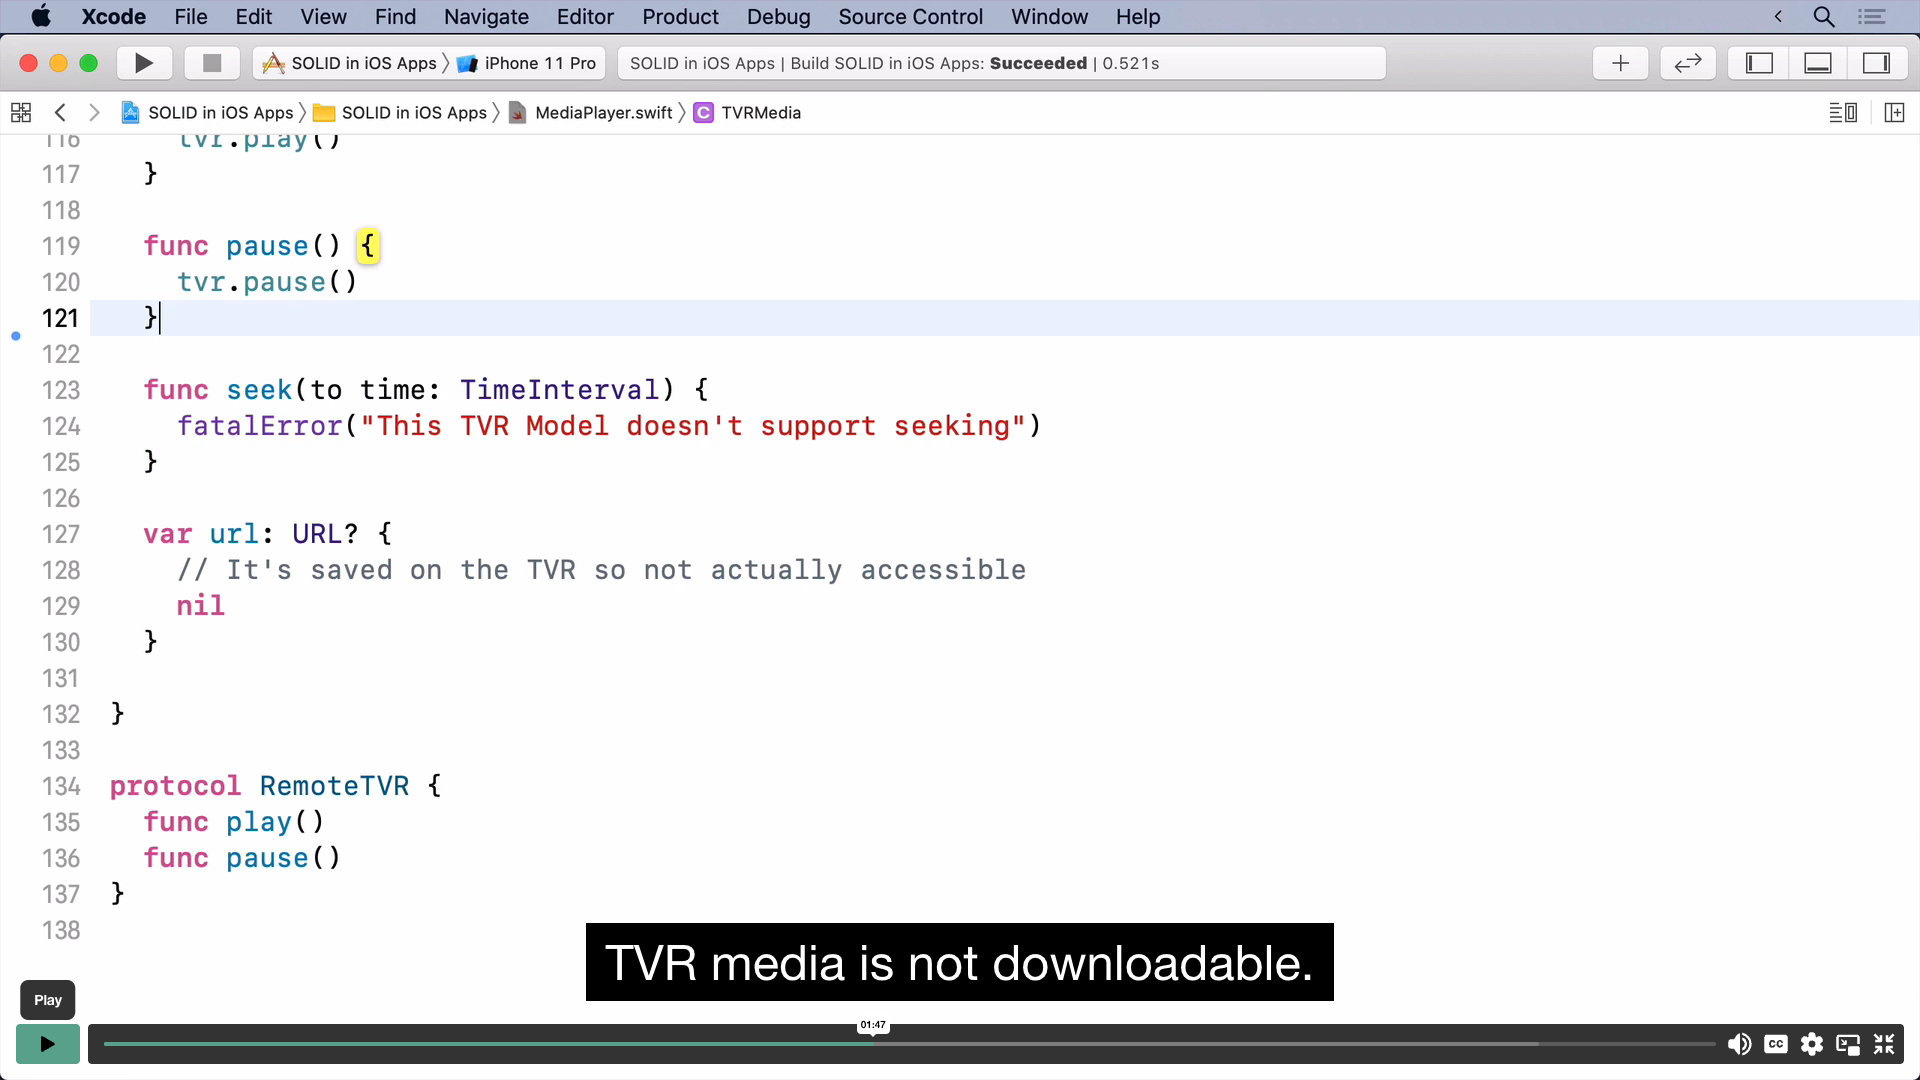 Xcode File Edit View Find Navigate Editor Product Debug Source Control Window Help
SOLID in iOS Apps iPhone 11 Pro SOLID in iOS Apps | Build SOLID in iOS Apps: Succeeded | 0.521s
SOLID in iOS Apps SOLID in iOS Apps MediaPlayer.swift C TVRMedia
116 tvr.play()
117 }
118
119 func pause() {
120 tvr.pause()
121 }
122
123 func seek(to time: TimeInterval) {
124 fatalError("This TVR Model doesn't support seeking")
125 }
126
127 var url: URL? {
128 // It's saved on the TVR so not actually accessible
129 nil
130 }
131
132 }
133
134 protocol RemoteTVR {
135 func play()
136 func pause()
137 }
138
TVR media is not downloadable.
Play
01:47
CC